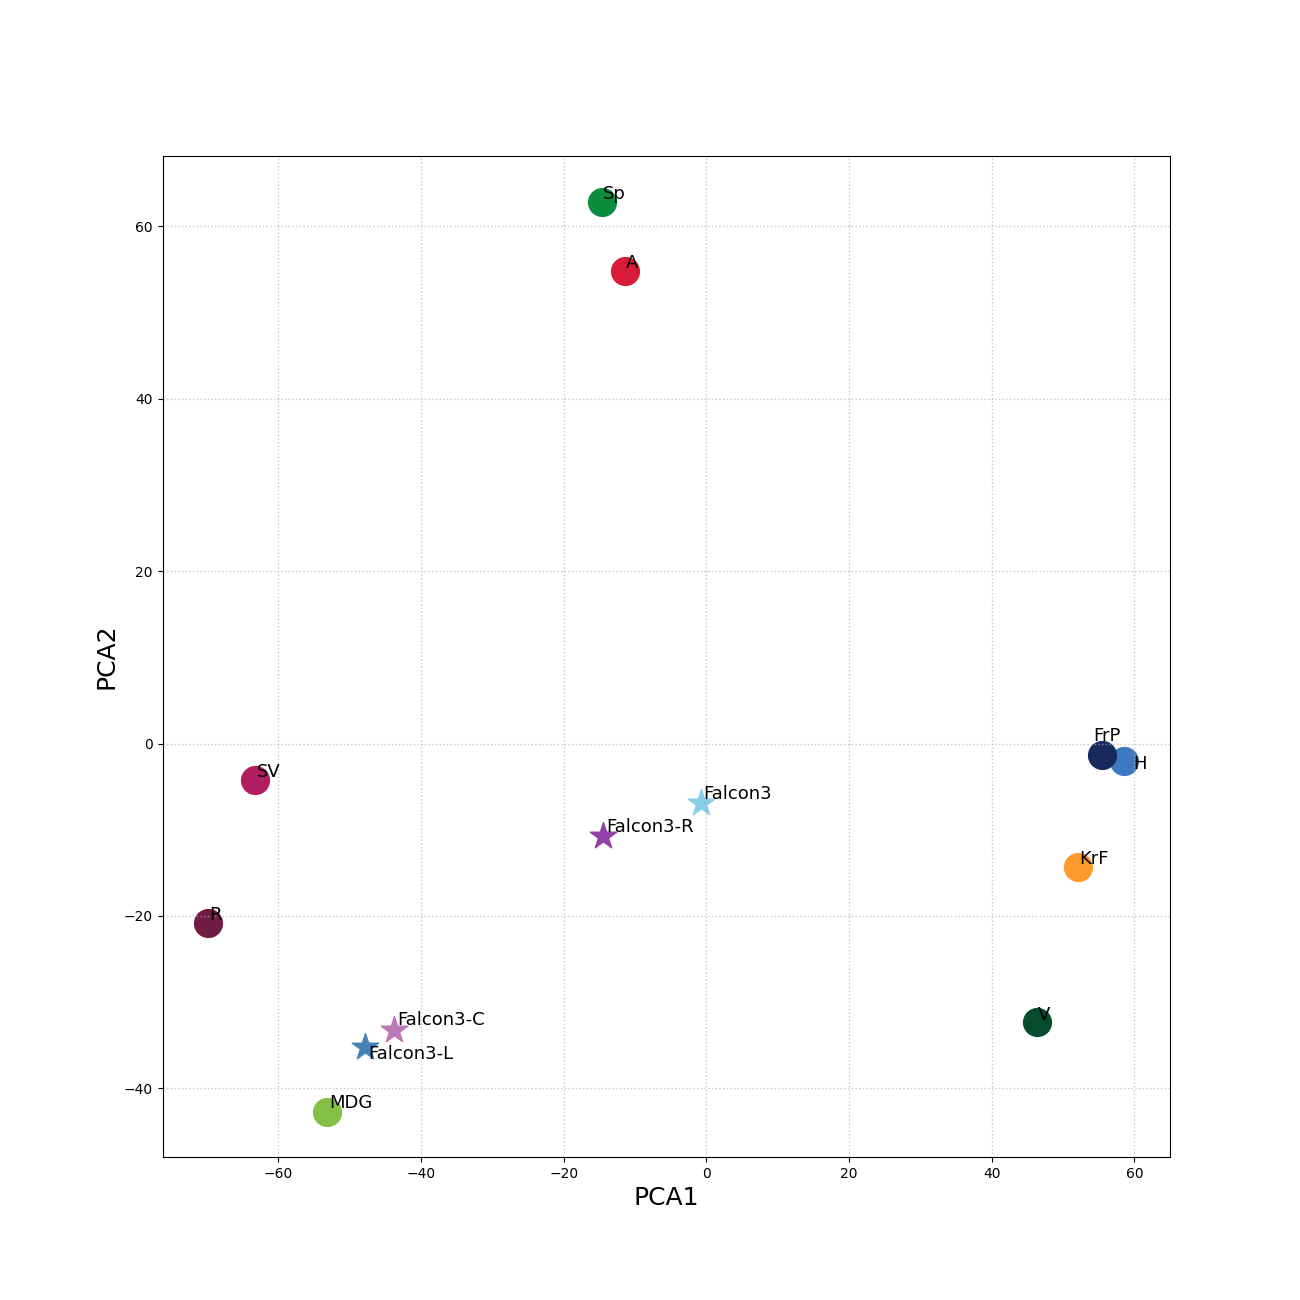 Sp
A
FrP
H
SV
Falcon3
Falcon3-R
KrF
R
V
Falcon3-C
Falcon3-L
MDG
60
40
20
0
−20
−40
−60
−40
−20
0
20
40
60
PCA1
PCA2